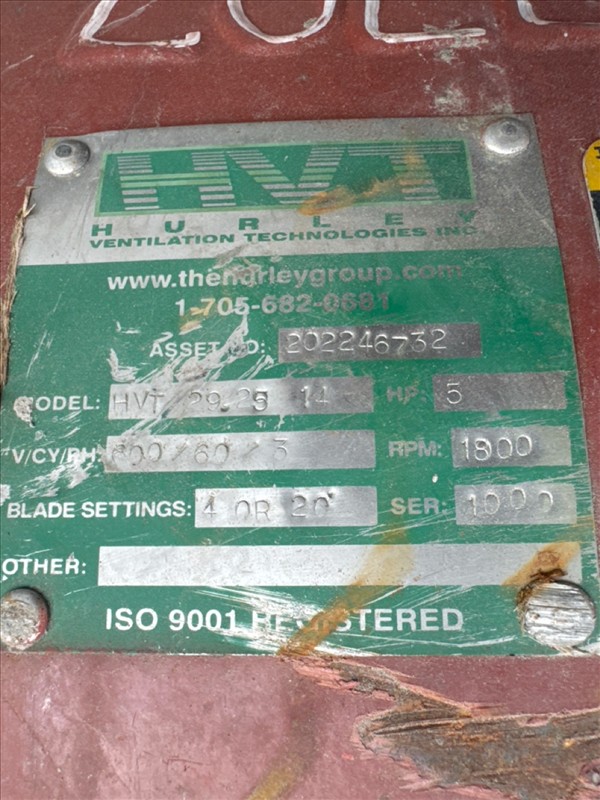 HVT
HURLEY
VENTILATION TECHNOLOGIES INC
www.thehurleygroup.com
1-705-682-0681
ASSET CO: 202246732
MODEL: HVT 29.25 14 HP: 5
V/CY/PH: 600/60/3 RPM: 1800
BLADE SETTINGS: 4 OR 20 SER: 1000
OTHER:
ISO 9001 REGISTERED